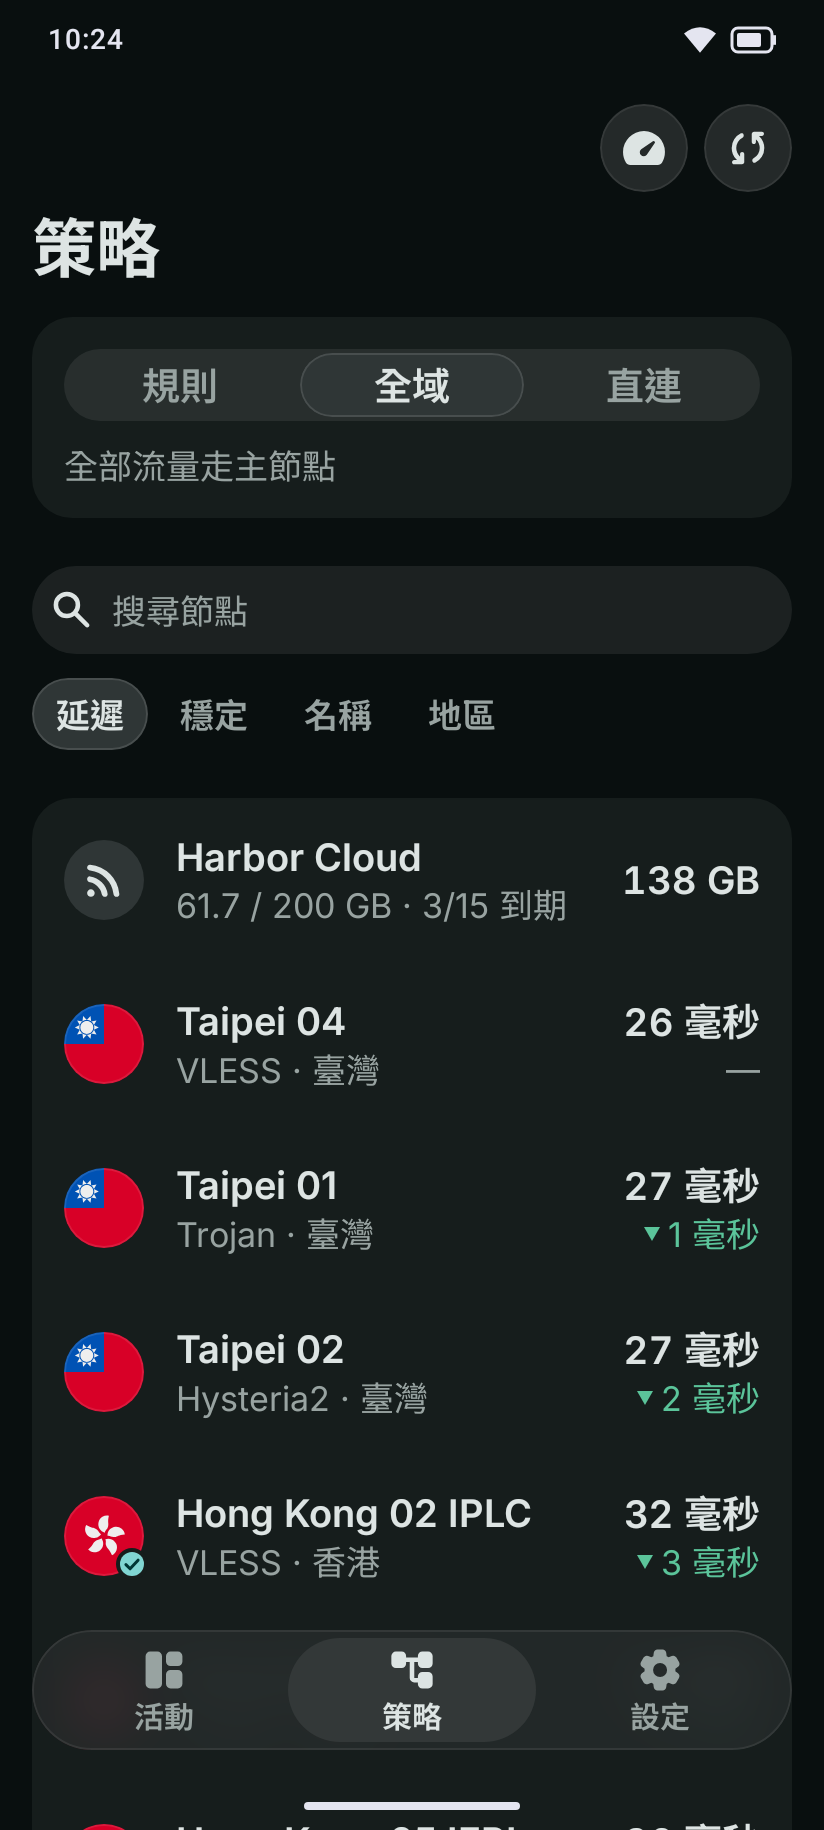 10:24
策略
規則 全域 直連
全部流量走主節點
搜尋節點
延遲 穩定 名稱 地區
Harbor Cloud
61.7 / 200 GB · 3/15 到期
138 GB
Taipei 04
VLESS · 臺灣
26 毫秒
—
Taipei 01
Trojan · 臺灣
27 毫秒
▼1 毫秒
Taipei 02
Hysteria2 · 臺灣
27 毫秒
▼2 毫秒
Hong Kong 02 IPLC
VLESS · 香港
32 毫秒
▼3 毫秒
活動 策略 設定